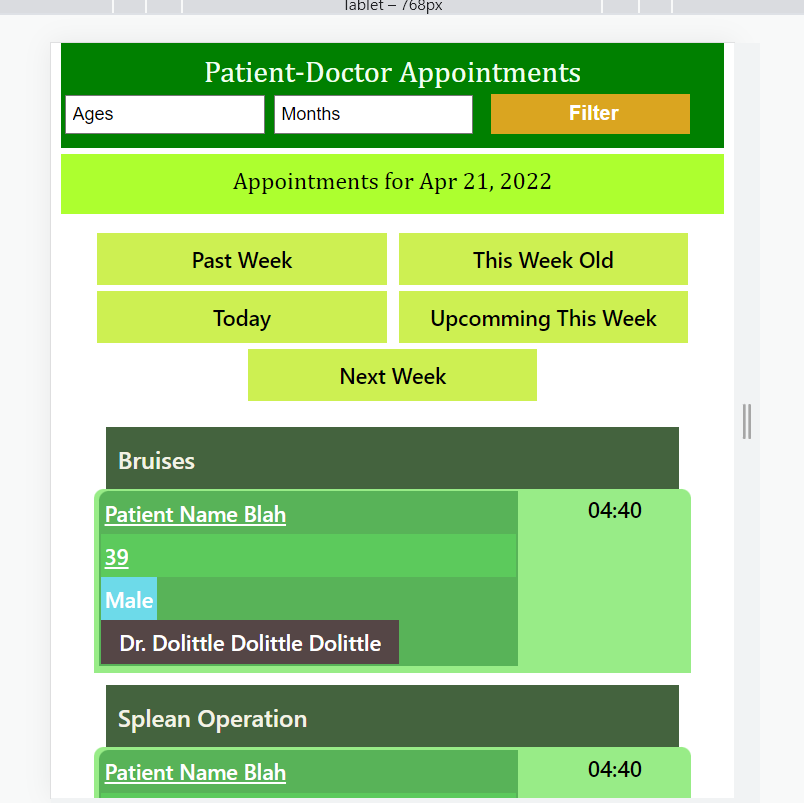 Tablet – 768px
Patient-Doctor Appointments
Ages
Months
Filter
Appointments for Apr 21, 2022
Past Week
This Week Old
Today
Upcomming This Week
Next Week
Bruises
Patient Name Blah
04:40
39
Male
Dr. Dolittle Dolittle Dolittle
Splean Operation
Patient Name Blah
04:40